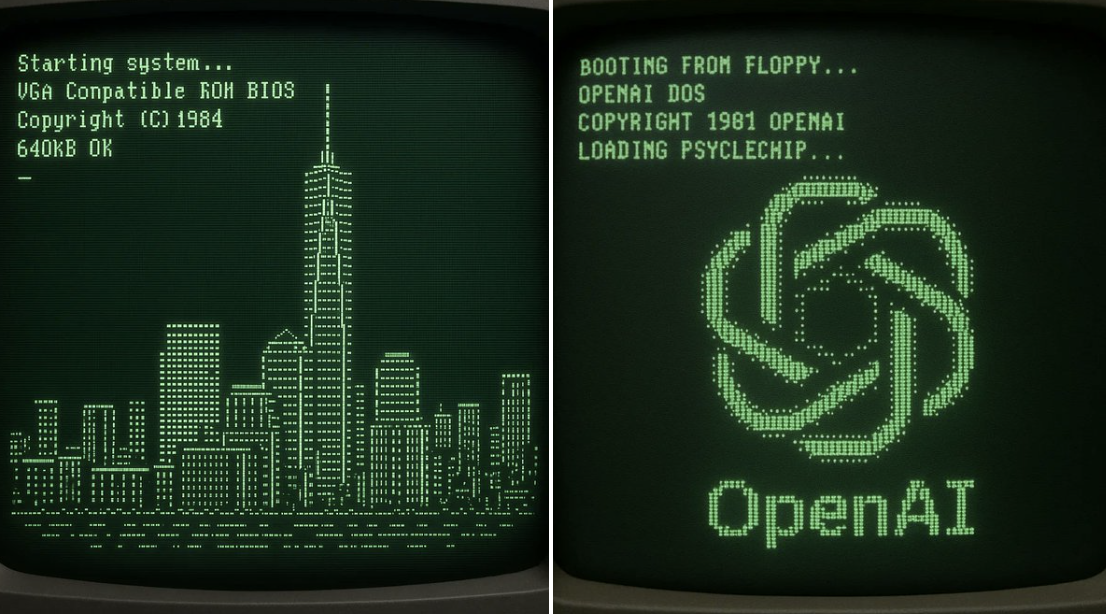 Starting system...
VGA Conpatible ROM BIOS
Copyright (C) 1984
640kB OK
BOOTING FROM FLOPPY...
OPENAI DOS
COPYRIGHT 1981 OPENAI
LOADING PSYCLECHIP...
OpenAI